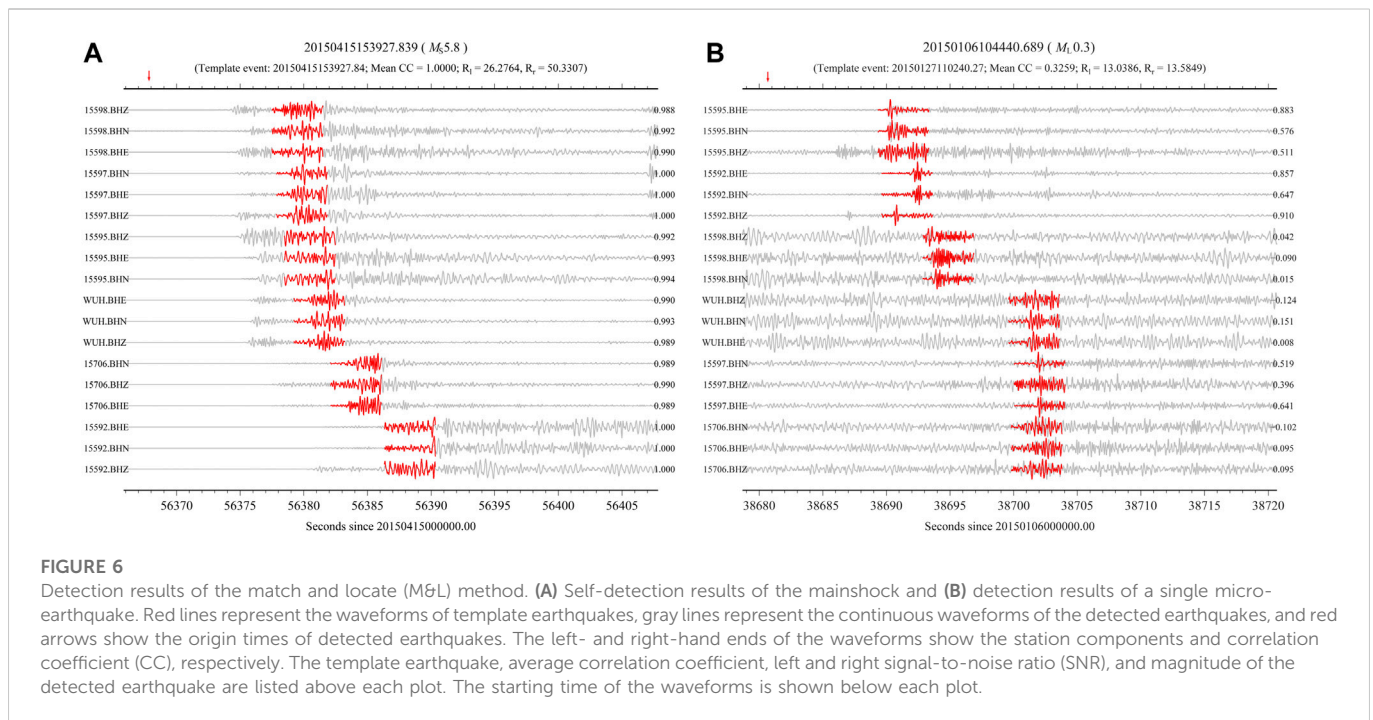 A
20150415153927.839 ( MS5.8 )
(Template event: 20150415153927.84; Mean CC = 1.0000; Rl = 26.2764, Rr = 50.3307)
15598.BHZ 0.988
15598.BHN 0.992
15598.BHE 0.990
15597.BHN 1.000
15597.BHE 1.000
15597.BHZ 1.000
15595.BHZ 0.992
15595.BHE 0.993
15595.BHN 0.994
WUH.BHE 0.990
WUH.BHN 0.993
WUH.BHZ 0.989
15706.BHN 0.989
15706.BHZ 0.990
15706.BHE 0.989
15592.BHE 1.000
15592.BHN 1.000
15592.BHZ 1.000
56370 56375 56380 56385 56390 56395 56400 56405
Seconds since 20150415000000.00
B
20150106104440.689 ( ML 0.3)
(Template event: 20150127110240.27; Mean CC = 0.3259; Rl = 13.0386, Rr = 13.5849)
15595.BHE 0.883
15595.BHN 0.576
15595.BHZ 0.511
15592.BHE 0.857
15592.BHN 0.647
15592.BHZ 0.910
15598.BHZ 0.042
15598.BHE -0.090
15598.BHN 0.015
WUH.BHZ -0.124
WUH.BHN 0.151
WUH.BHE 0.008
15597.BHN 0.519
15597.BHZ 0.396
15597.BHE 0.641
15706.BHN -0.102
15706.BHE 0.095
15706.BHZ 0.095
38680 38685 38690 38695 38700 38705 38710 38715 38720
Seconds since 20150106000000.00
FIGURE 6
Detection results of the match and locate (M&L) method. (A) Self-detection results of the mainshock and (B) detection results of a single micro-
earthquake. Red lines represent the waveforms of template earthquakes, gray lines represent the continuous waveforms of the detected earthquakes, and red
arrows show the origin times of detected earthquakes. The left- and right-hand ends of the waveforms show the station components and correlation
coefficient (CC), respectively. The template earthquake, average correlation coefficient, left and right signal-to-noise ratio (SNR), and magnitude of the
detected earthquake are listed above each plot. The starting time of the waveforms is shown below each plot.